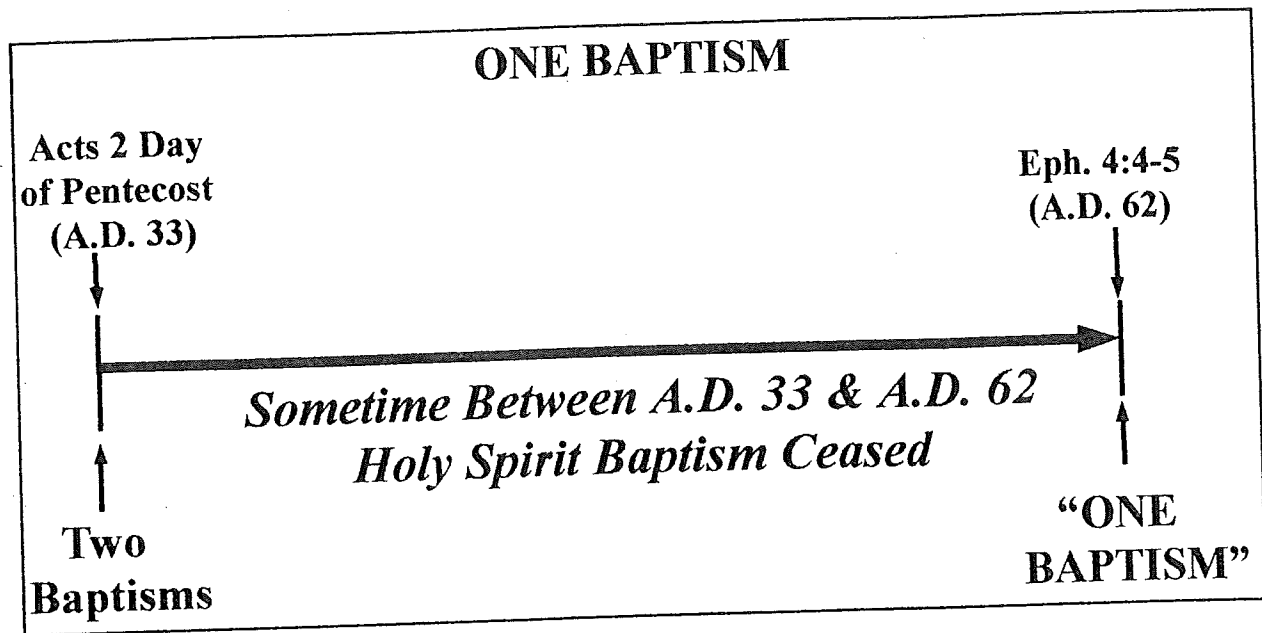 ONE BAPTISM
Acts 2 Day
of Pentecost
(A.D. 33)
Eph. 4:4-5
(A.D. 62)
Sometime Between A.D. 33 & A.D. 62
Holy Spirit Baptism Ceased
Two
Baptisms
“ONE
BAPTISM”